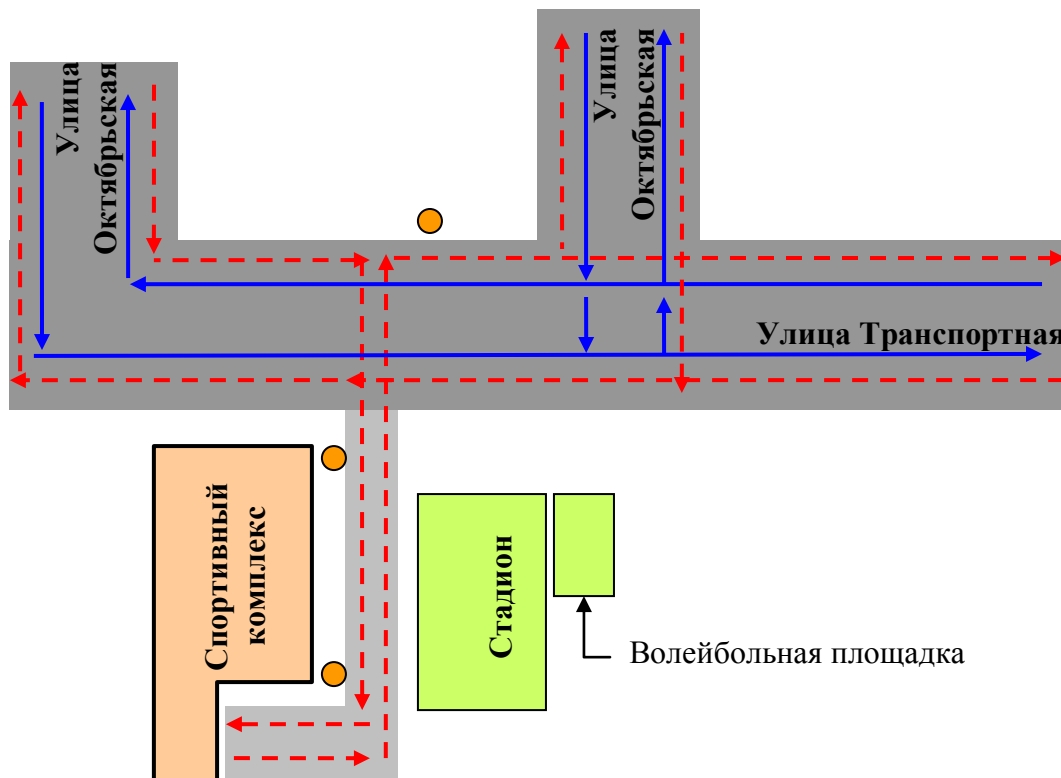 Улица
Октябрьская
Улица
Октябрьская
Улица Транспортная
Спортивный
комплекс
Стадион
Волейбольная площадка